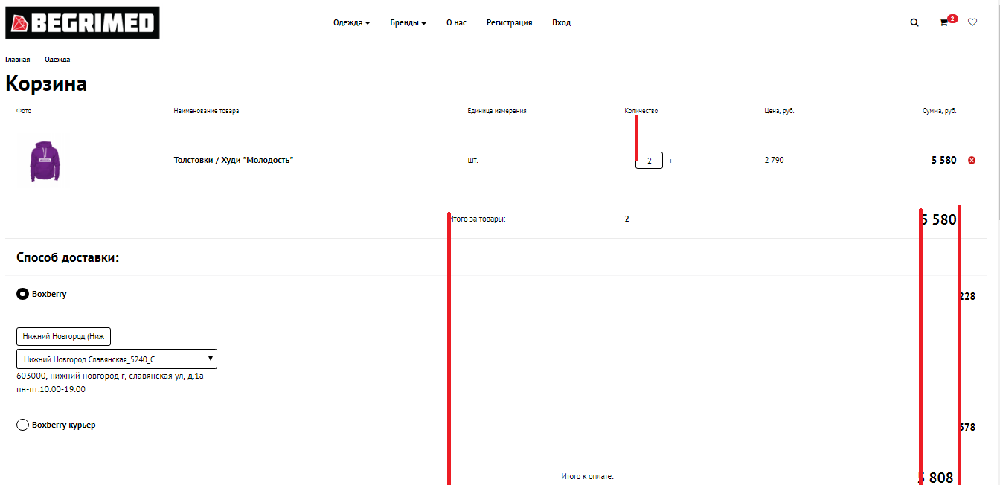 BEGRIMED
Одежда Бренды О нас Регистрация Вход 2
Главная — Одежда
Корзина
Фото Наименование товара Единица измерения Количество Цена, руб. Сумма, руб.
Толстовки / Худи "Молодость" шт. - 2 + 2 790 5 580
Итого за товары: 2 5 580
Способ доставки:
Boxberry 228
Нижний Новгород (Ниж
Нижний Новгород Славянская_5240_С
603000, нижний новгород г, славянская ул, д.1а
пн-пт:10.00-19.00
Boxberry курьер 378
Итого к оплате: 5 808